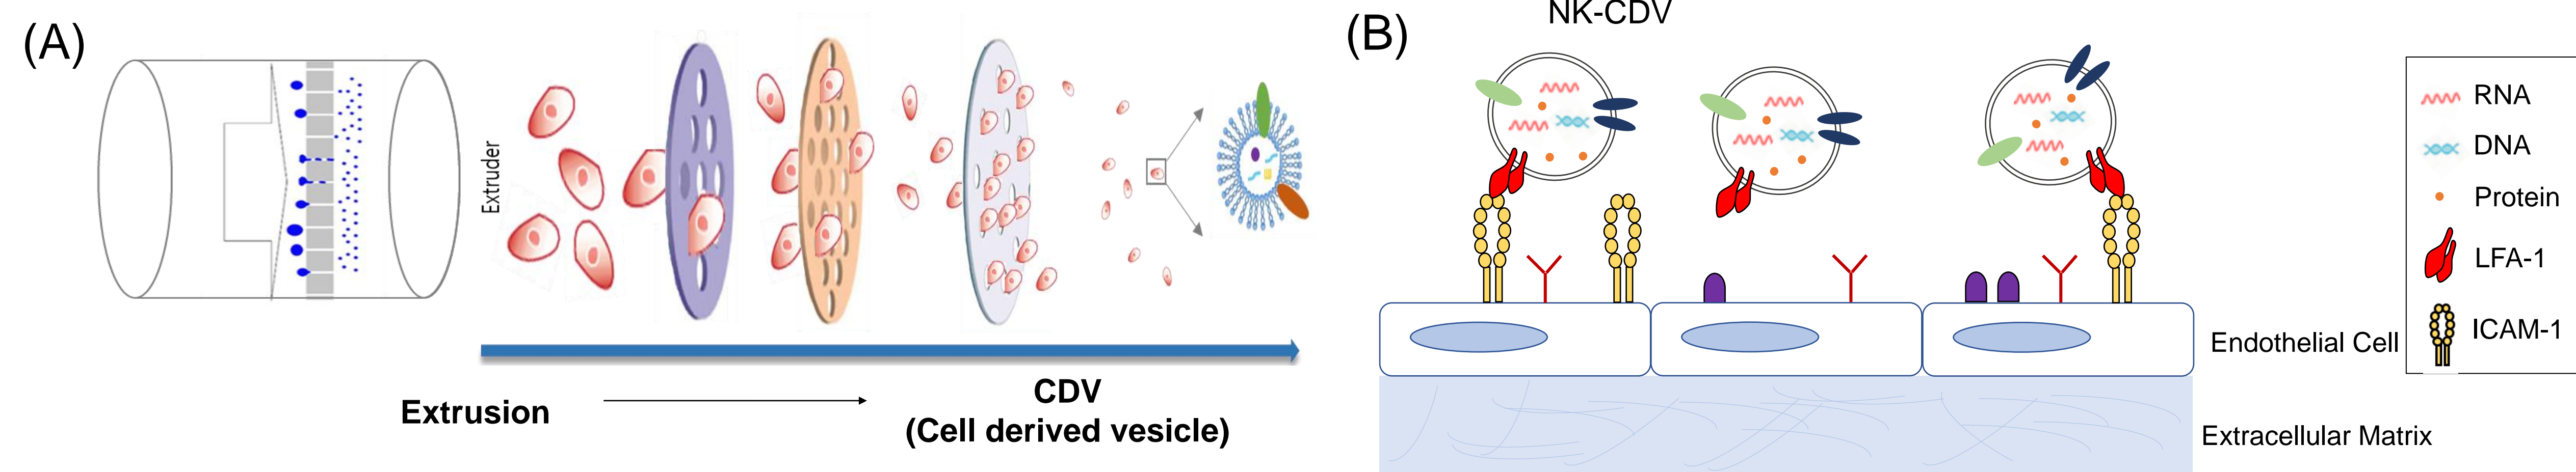 (A)
Extruder
Extrusion
CDV
(Cell derived vesicle)
(B)
NK-CDV
Endothelial Cell
Extracellular Matrix
RNA
DNA
Protein
LFA-1
ICAM-1